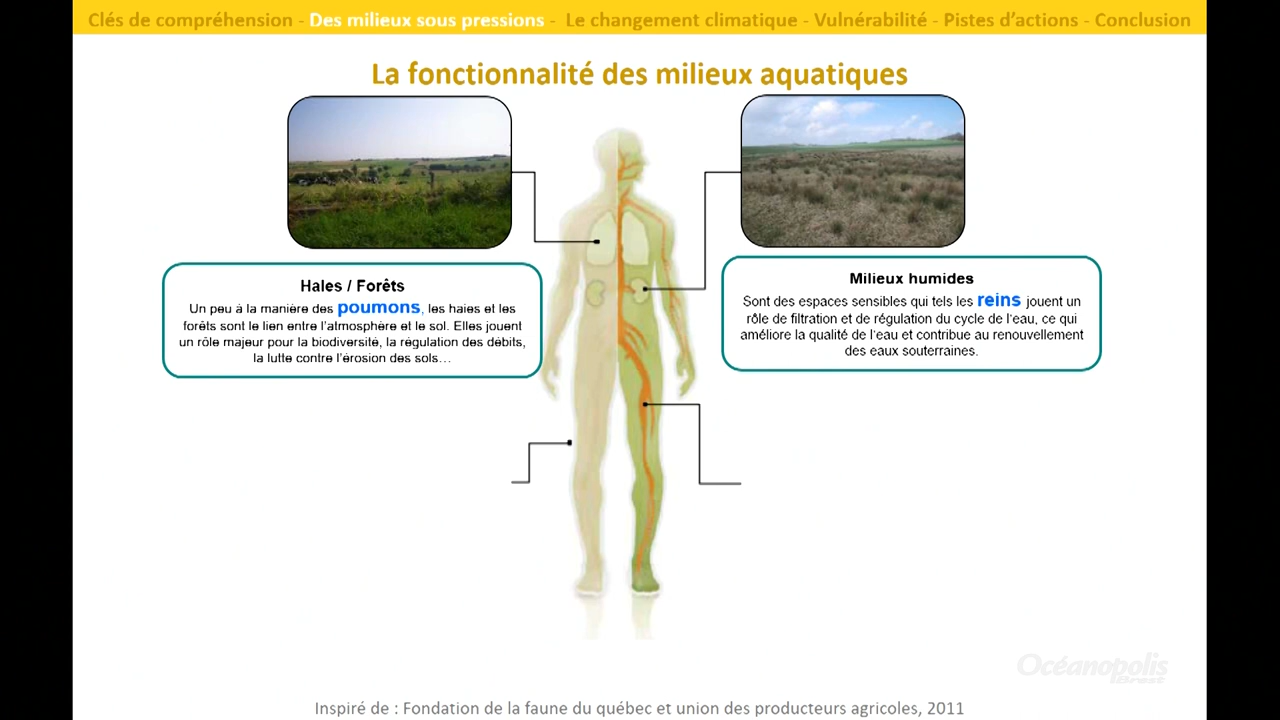 Clés de compréhension - Des milieux sous pressions - Le changement climatique - Vulnérabilité - Pistes d'actions - Conclusion
La fonctionnalité des milieux aquatiques
Haies / Forêts
Un peu à la manière des poumons, les haies et les
forêts sont le lien entre l'atmosphère et le sol. Elles jouent
un rôle majeur pour la biodiversité, la régulation des débits,
la lutte contre l'érosion des sols…
Milieux humides
Sont des espaces sensibles qui tels les reins jouent un
rôle de filtration et de régulation du cycle de l'eau, ce qui
améliore la qualité de l'eau et contribue au renouvellement
des eaux souterraines.
Océanopolis
Brest
Inspiré de : Fondation de la faune du québec et union des producteurs agricoles, 2011